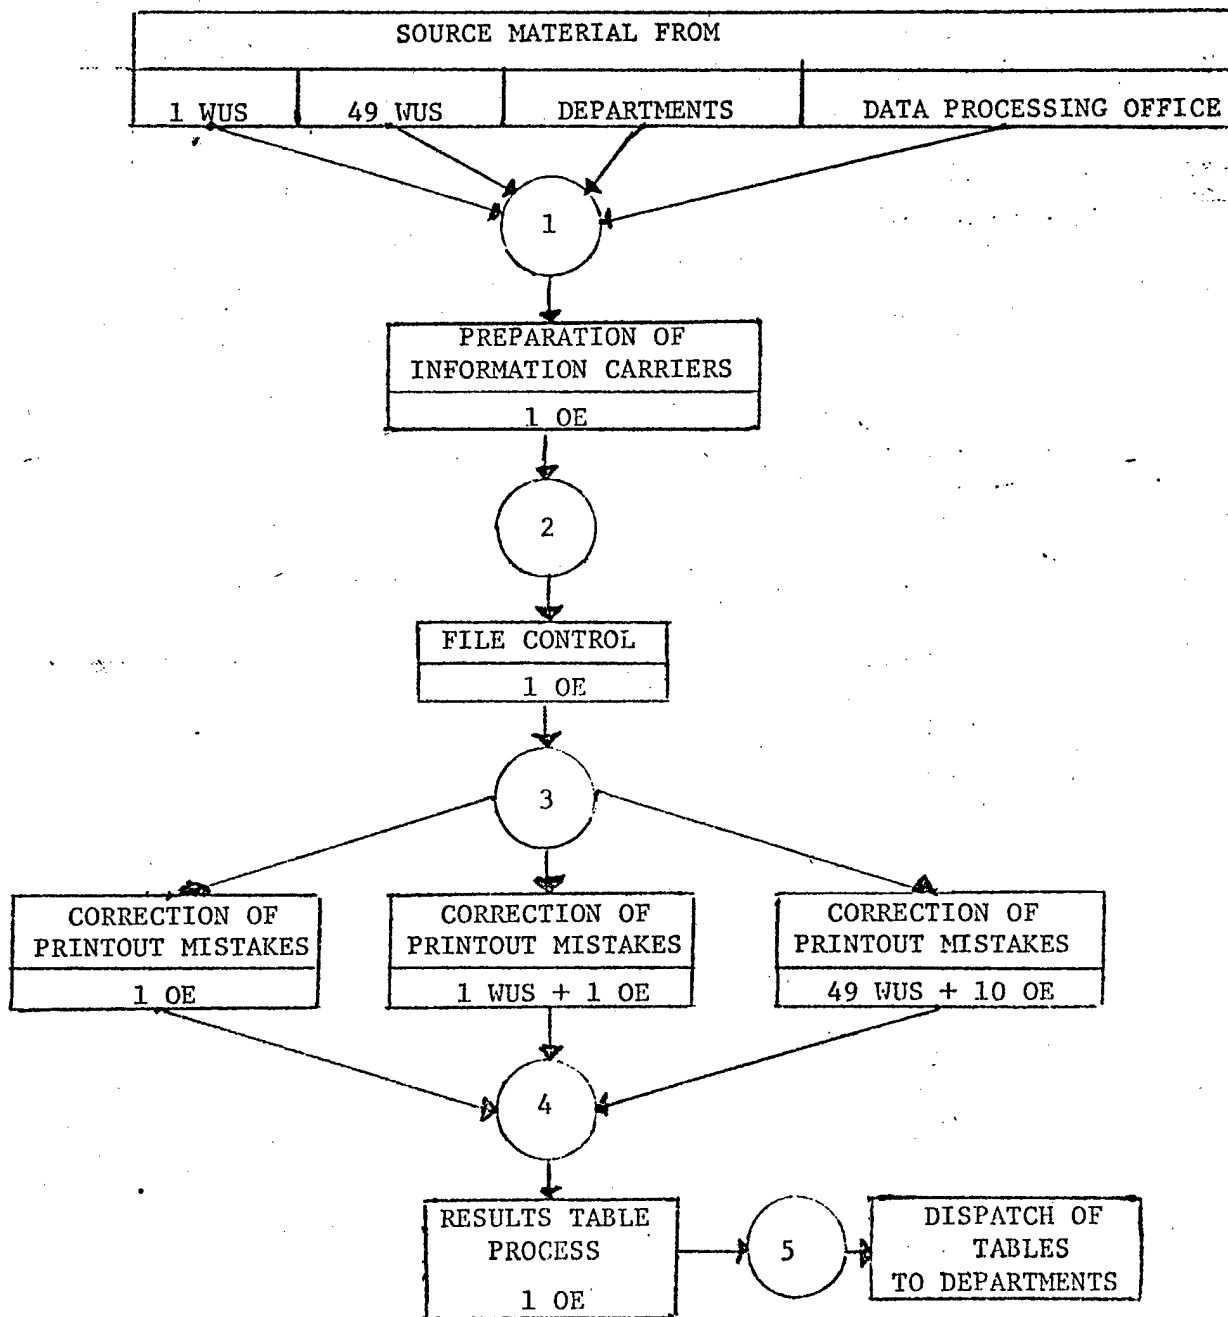 SOURCE MATERIAL FROM
1 WUS
49 WUS
DEPARTMENTS
DATA PROCESSING OFFICE
1
PREPARATION OF
INFORMATION CARRIERS
1 OE
2
FILE CONTROL
1 OE
3
CORRECTION OF
PRINTOUT MISTAKES
1 OE
CORRECTION OF
PRINTOUT MISTAKES
1 WUS + 1 OE
CORRECTION OF
PRINTOUT MISTAKES
49 WUS + 10 OE
4
RESULTS TABLE
PROCESS
1 OE
5
DISPATCH OF
TABLES
TO DEPARTMENTS